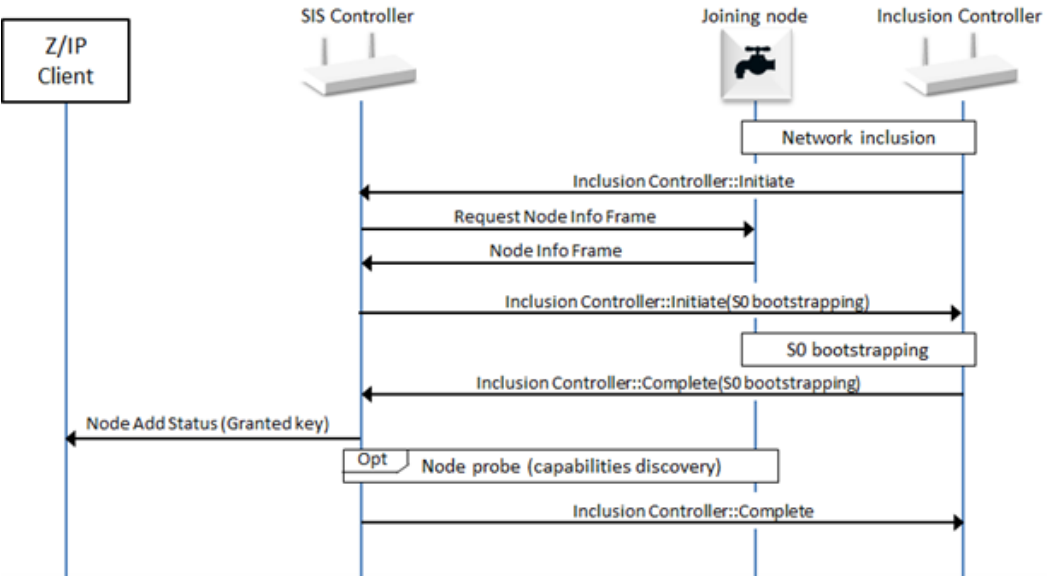 SIS Controller
Joining node
Inclusion Controller
Z/IP
Client
Network inclusion
Inclusion Controller::Initiate
Request Node Info Frame
Node Info Frame
Inclusion Controller::Initiate(S0 bootstrapping)
S0 bootstrapping
Inclusion Controller::Complete(S0 bootstrapping)
Node Add Status (Granted key)
Opt
Node probe (capabilities discovery)
Inclusion Controller::Complete